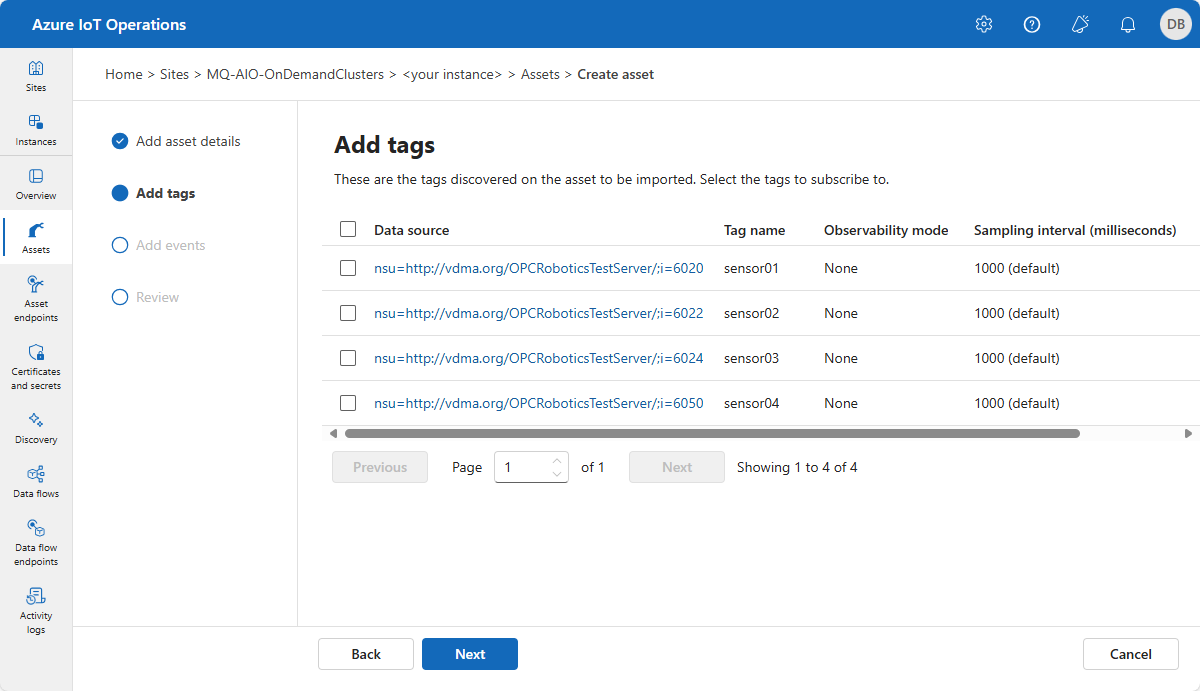 Azure IoT Operations
DB
Sites
Instances
Overview
Assets
Asset
endpoints
Certificates
and secrets
Discovery
Data flows
Data flow
endpoints
Activity
logs
Home > Sites > MQ-AIO-OnDemandClusters > <your instance> > Assets > Create asset
Add asset details
Add tags
Add events
Review
Add tags
These are the tags discovered on the asset to be imported. Select the tags to subscribe to.
Data source Tag name Observability mode Sampling interval (milliseconds)
nsu=http://vdma.org/OPCRoboticsTestServer/;i=6020 sensor01 None 1000 (default)
nsu=http://vdma.org/OPCRoboticsTestServer/;i=6022 sensor02 None 1000 (default)
nsu=http://vdma.org/OPCRoboticsTestServer/;i=6024 sensor03 None 1000 (default)
nsu=http://vdma.org/OPCRoboticsTestServer/;i=6050 sensor04 None 1000 (default)
Previous Page 1 of 1 Next Showing 1 to 4 of 4
Back Next Cancel